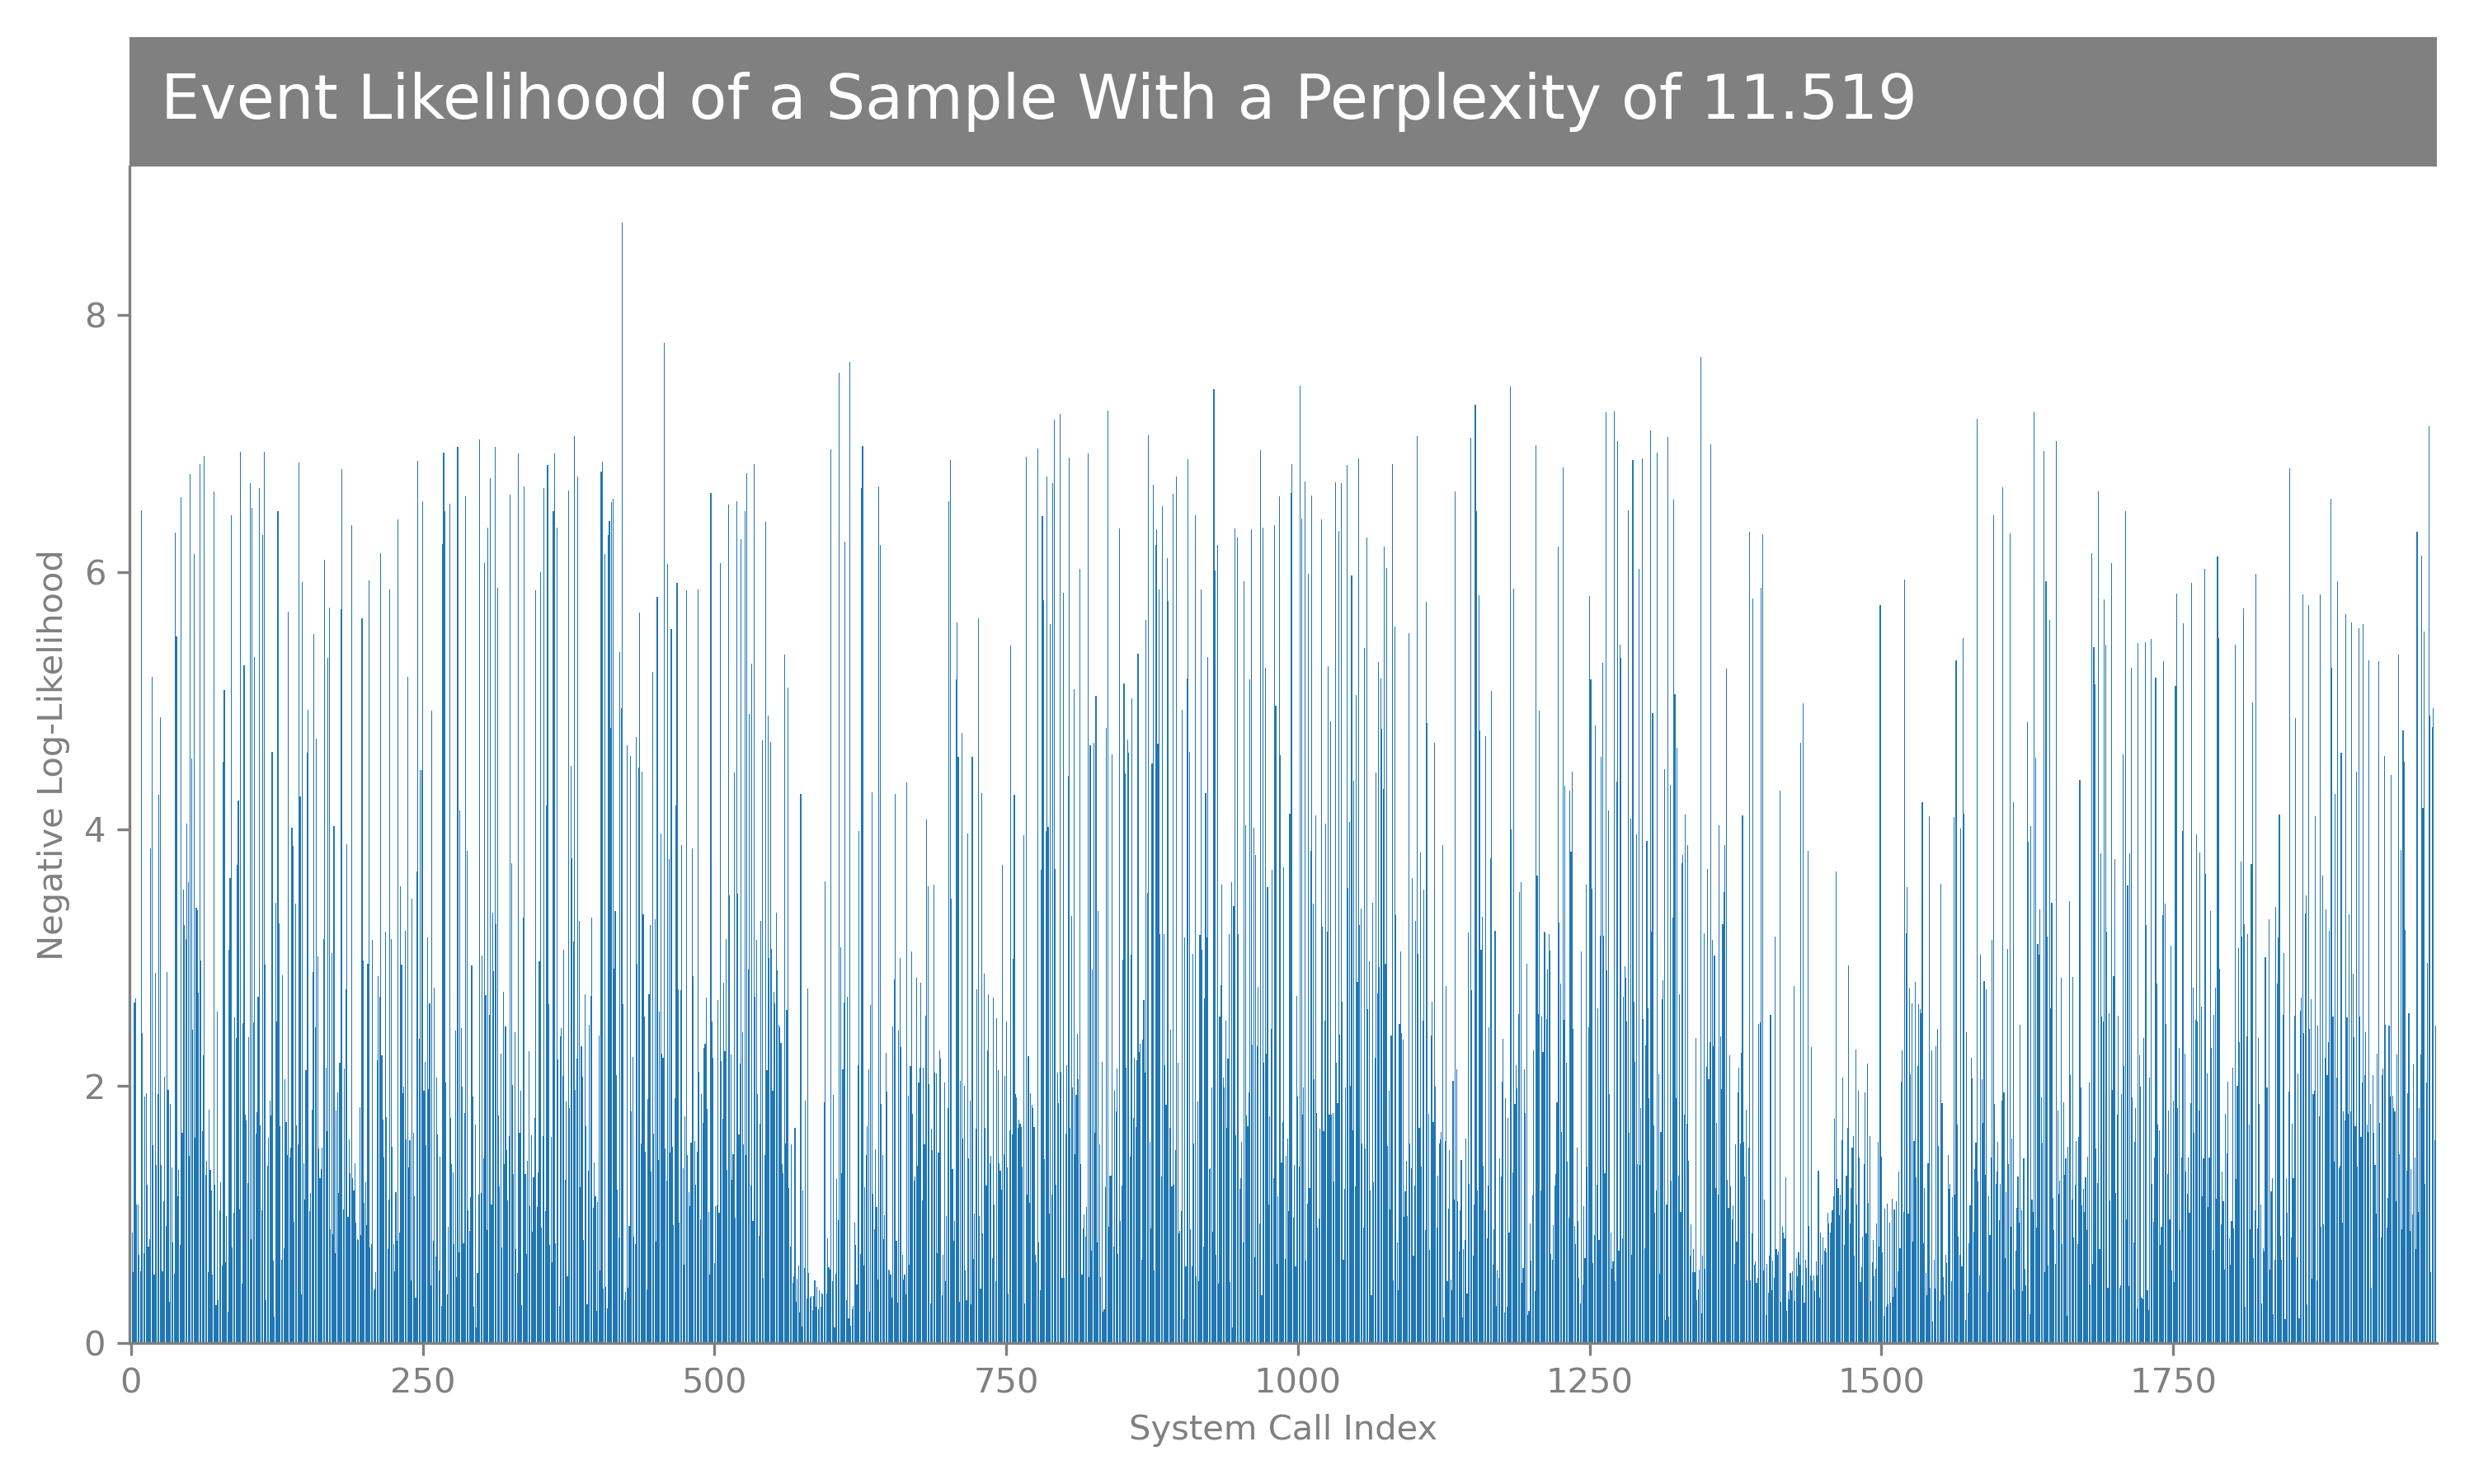 Event Likelihood of a Sample With a Perplexity of 11.519
8
6
4
2
0
Negative Log-Likelihood
0 250 500 750 1000 1250 1500 1750
System Call Index